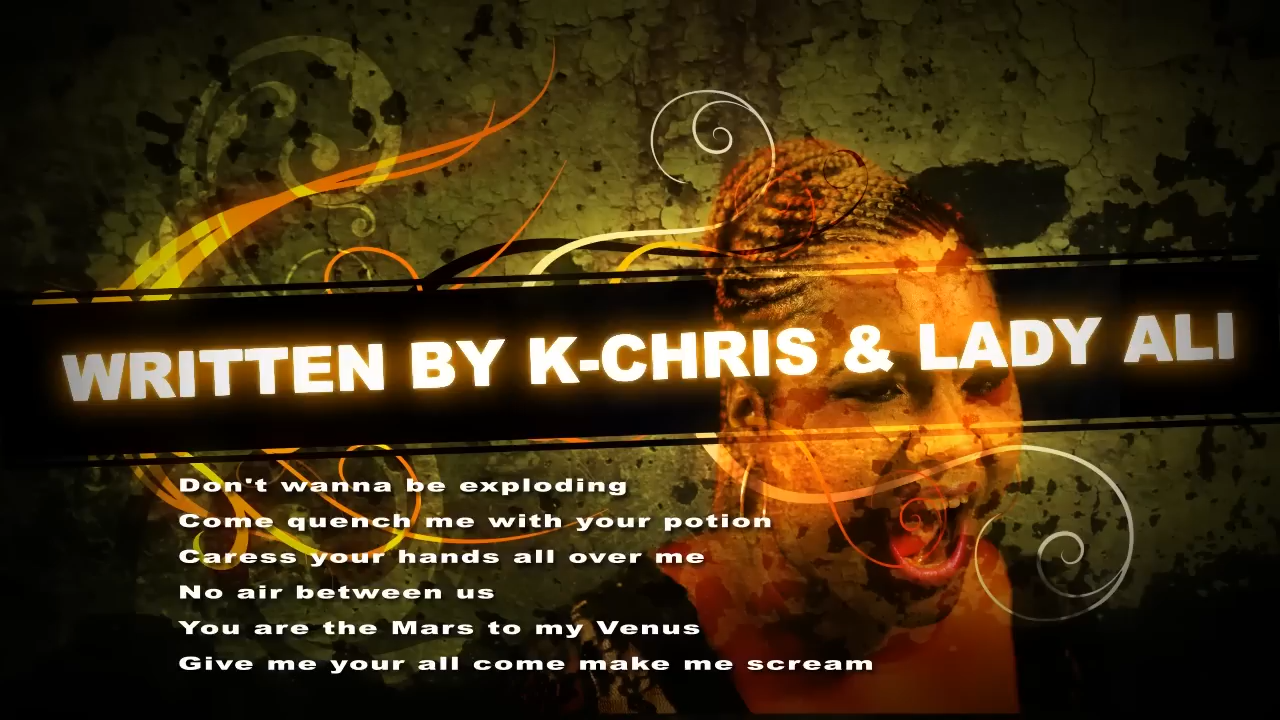 WRITTEN BY K-CHRIS & LADY ALI
Don't wanna be exploding
Come quench me with your potion
Caress your hands all over me
No air between us
You are the Mars to my Venus
Give me your all come make me scream